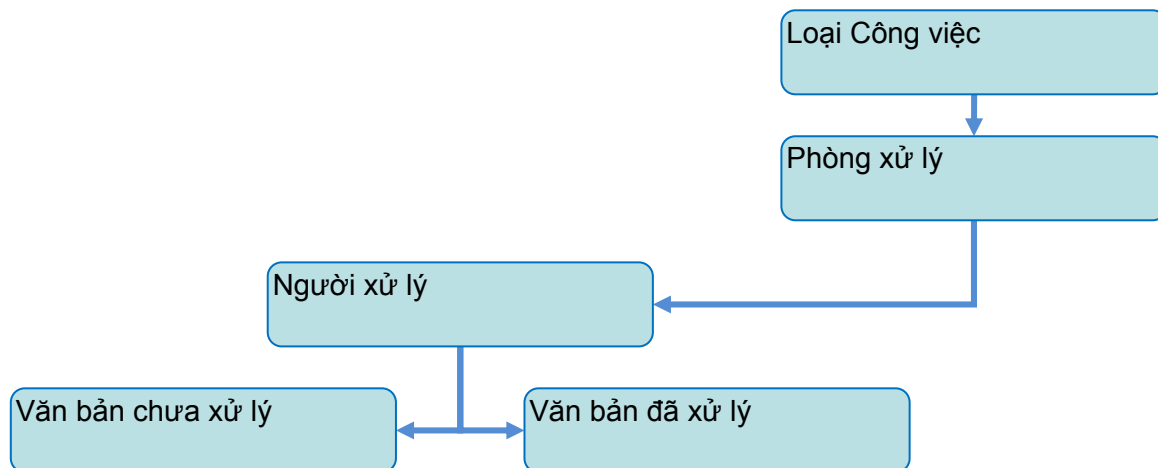 Loại Công việc
Phòng xử lý
Người xử lý
Văn bản chưa xử lý
Văn bản đã xử lý